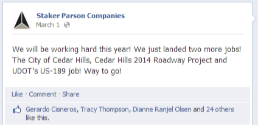 Staker Parson Companies
March 1
We will be working hard this year! We just landed two more jobs!
The City of Cedar Hills, Cedar Hills 2014 Roadway Project and
UDOT's US-189 job! Way to go!
Like · Comment · Share
Gerardo Cisneros, Tracy Thompson, Dianne Ranjel Olsen and 24 others
like this.